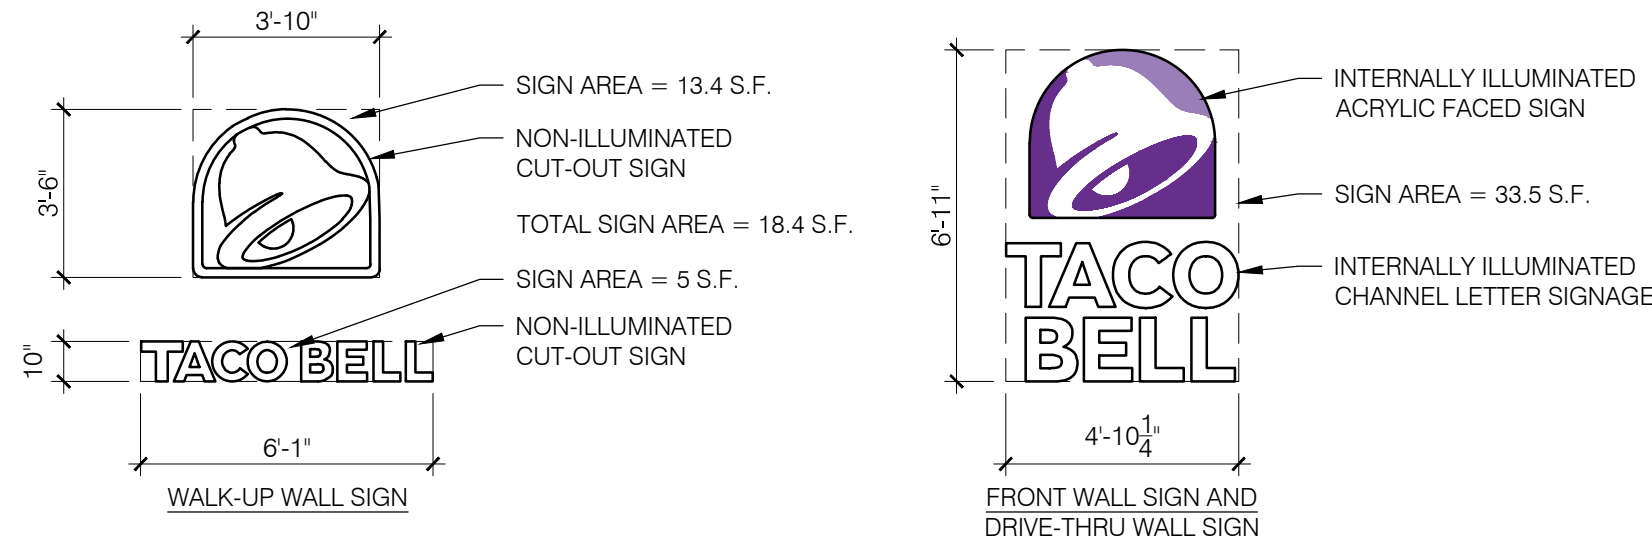 3'-10"
SIGN AREA = 13.4 S.F.
NON-ILLUMINATED
CUT-OUT SIGN
3'-6"
TOTAL SIGN AREA = 18.4 S.F.
SIGN AREA = 5 S.F.
NON-ILLUMINATED
CUT-OUT SIGN
10"
TACO BELL
6'-1"
WALK-UP WALL SIGN
INTERNALLY ILLUMINATED
ACRYLIC FACED SIGN
6'-11"
SIGN AREA = 33.5 S.F.
TACO
BELL
INTERNALLY ILLUMINATED
CHANNEL LETTER SIGNAGE
4'-10 1/4"
FRONT WALL SIGN AND
DRIVE-THRU WALL SIGN